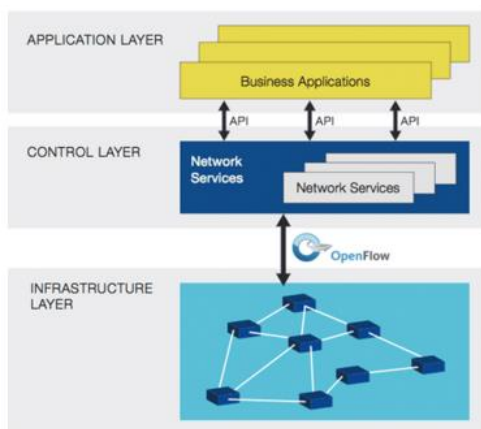 APPLICATION LAYER
Business Applications
API API API
CONTROL LAYER
Network
Services
Network Services
OpenFlow
INFRASTRUCTURE
LAYER